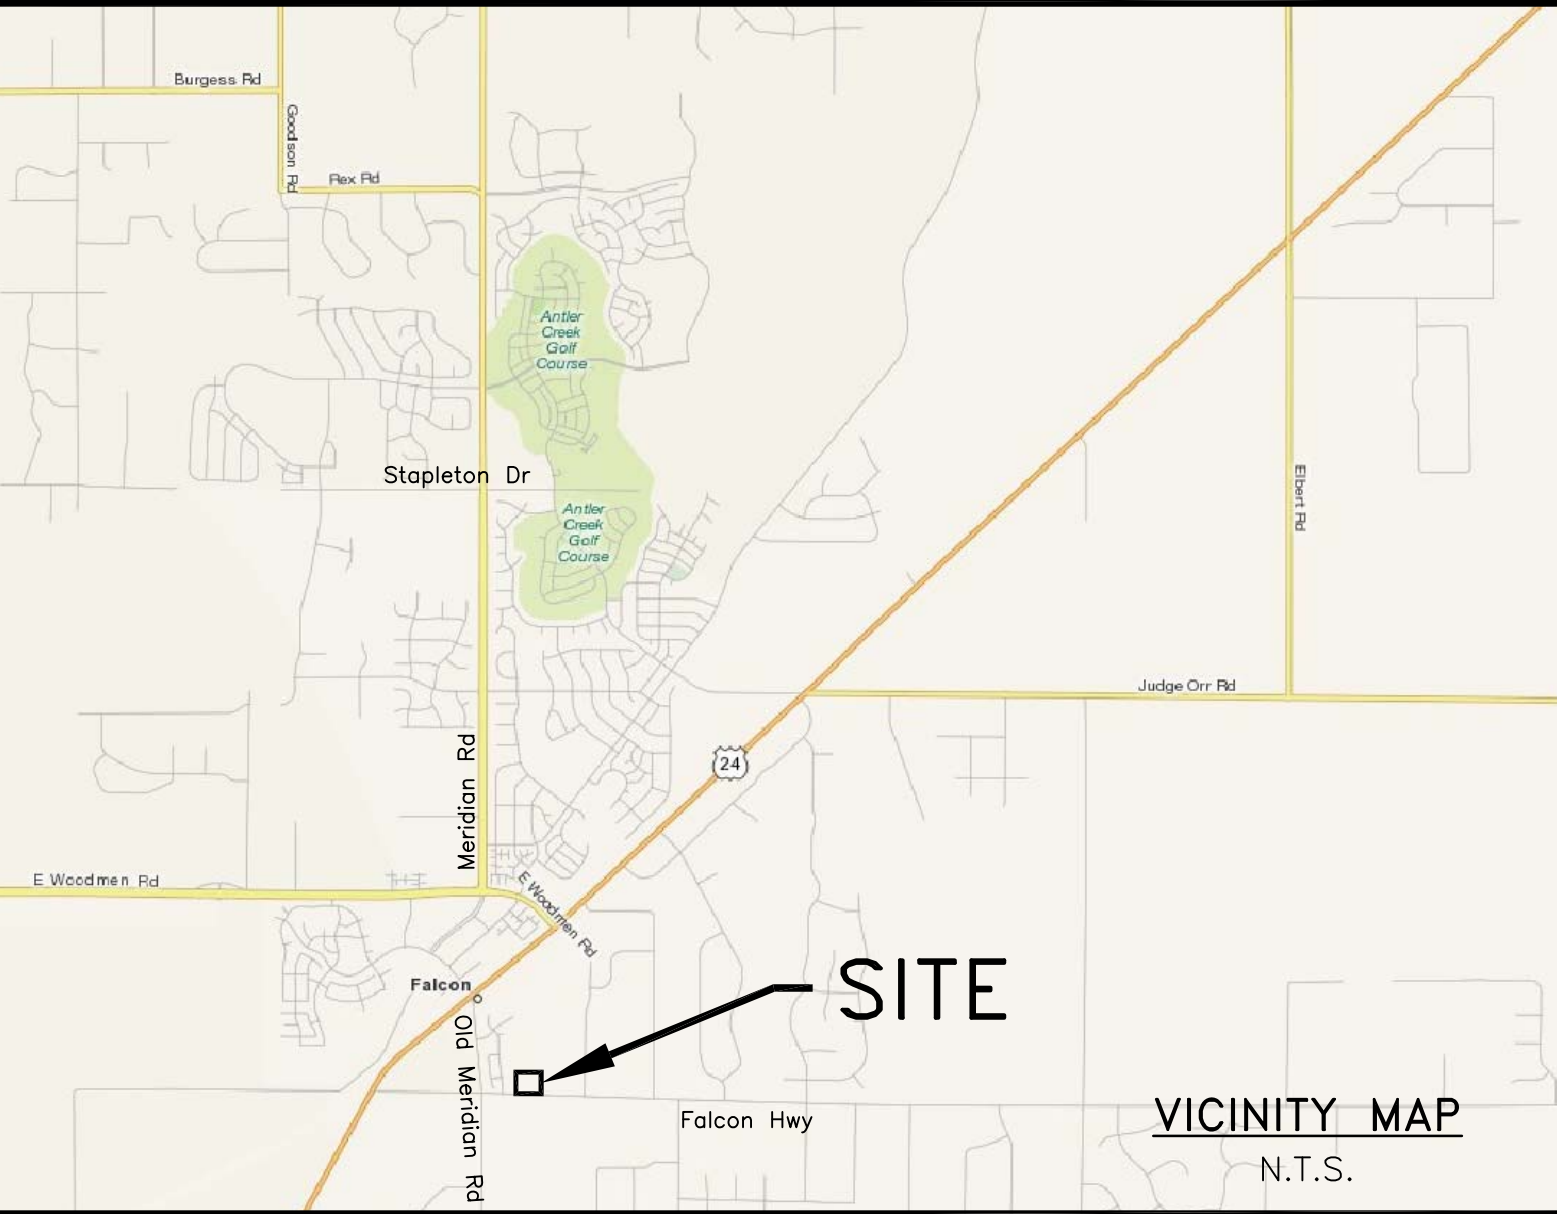 Burgess Rd
Goodson Rd
Rex Rd
Antler
Creek
Golf
Course
Stapleton Dr
Antler
Creek
Golf
Course
Elbert Rd
Judge Orr Rd
Meridian Rd
24
E Woodmen Rd
E Woodmen Rd
Falcon
SITE
Old Meridian Rd
Falcon Hwy
VICINITY MAP
N.T.S.